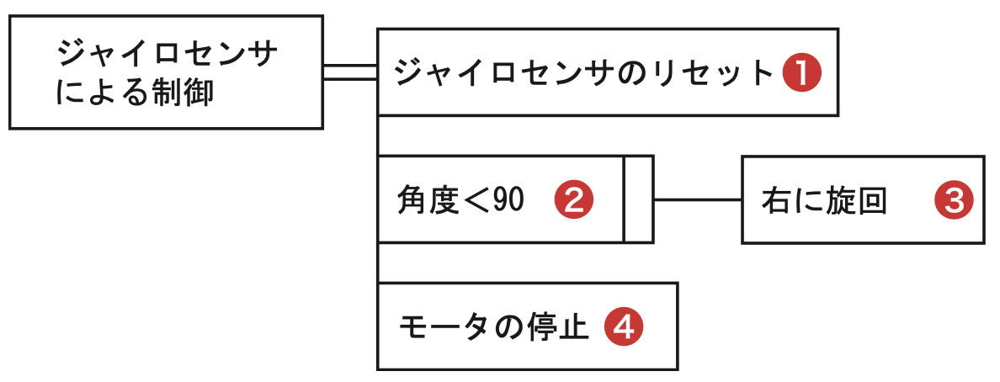 ジャイロセンサ
による制御
ジャイロセンサのリセット 1
角度＜90 2
右に旋回 3
モータの停止 4